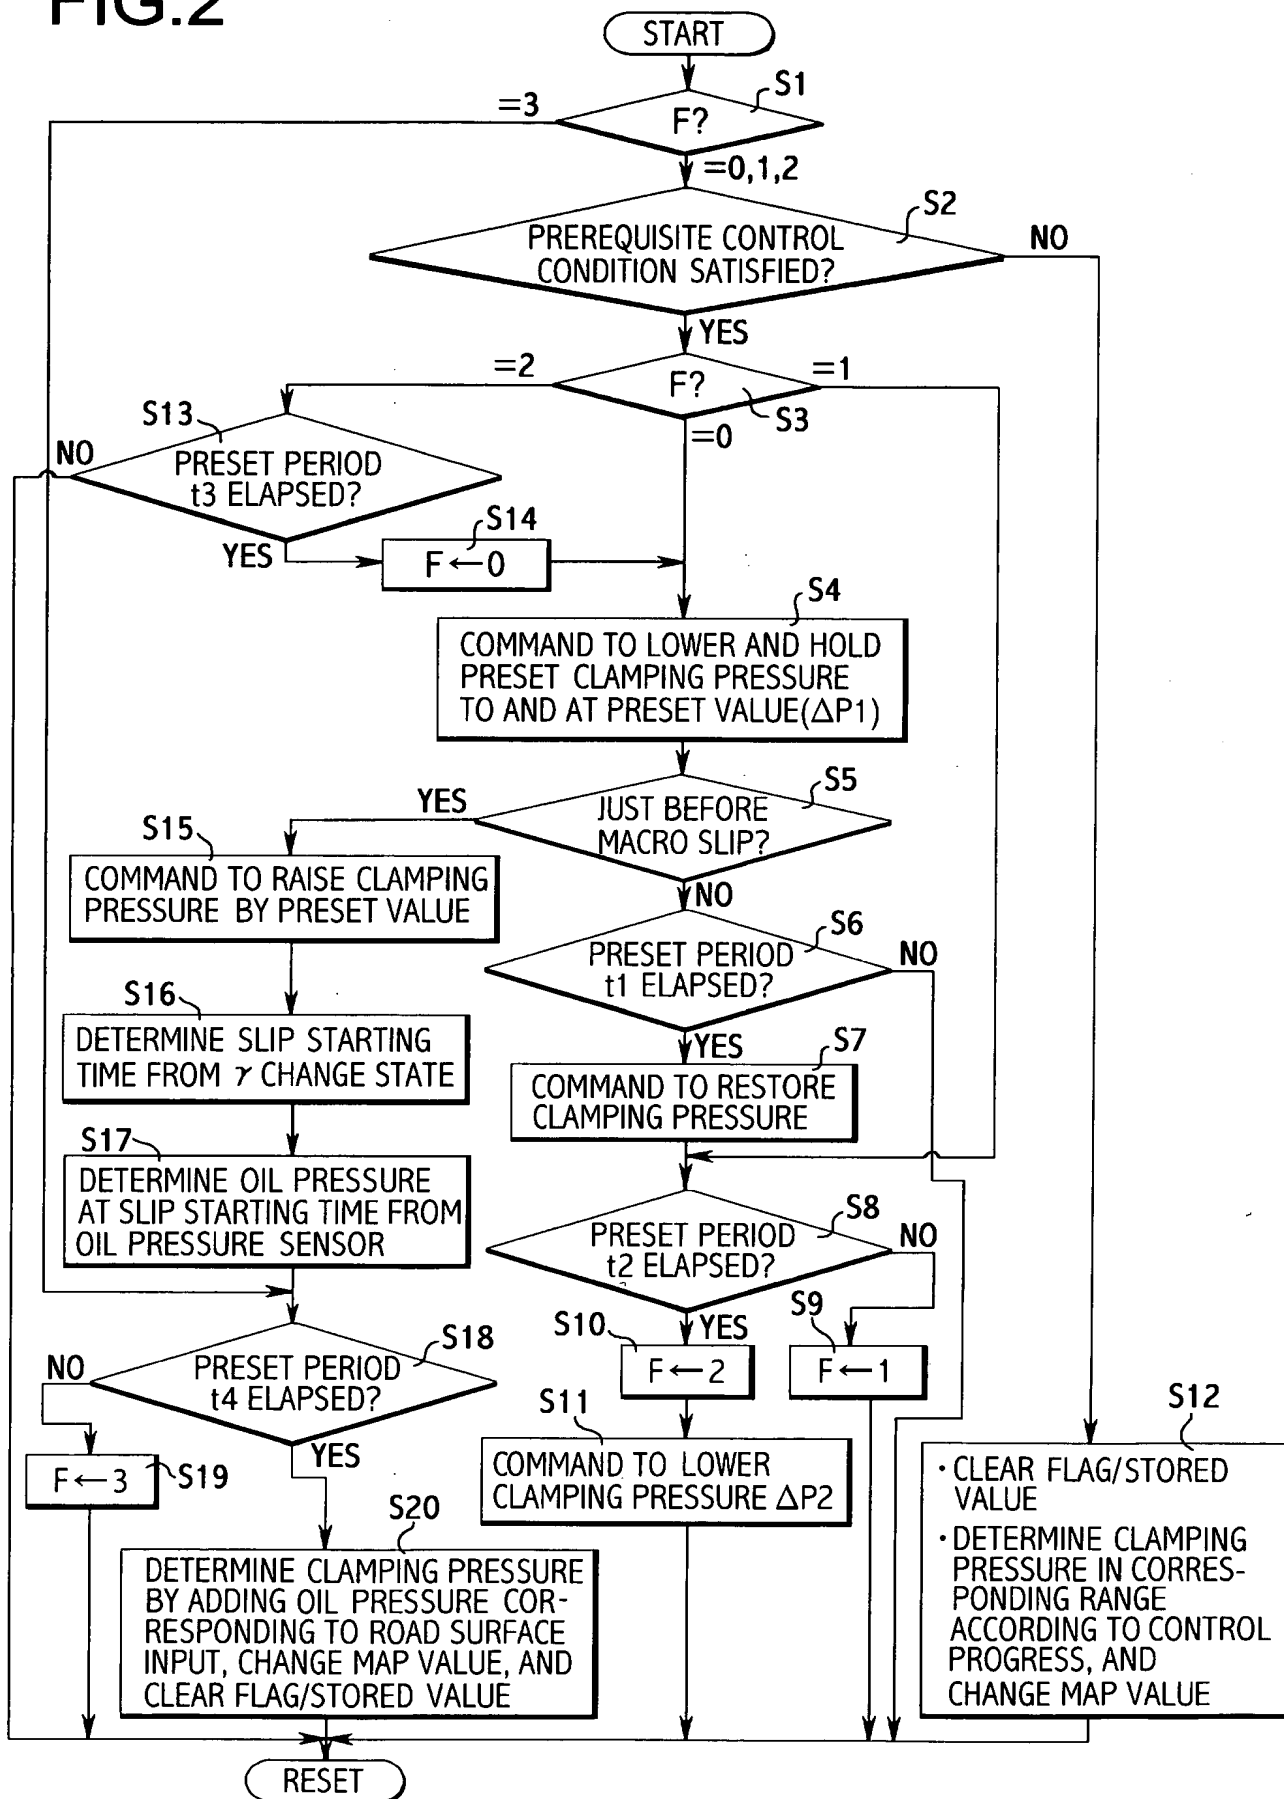 FIG.2
START
S1
F?
=3
=0,1,2
S2
PREREQUISITE CONTROL
CONDITION SATISFIED?
NO
YES
=2
F?
=1
S3
=0
S13
NO
PRESET PERIOD
t3 ELAPSED?
YES
S14
F←0
S4
COMMAND TO LOWER AND HOLD
PRESET CLAMPING PRESSURE
TO AND AT PRESET VALUE(△P1)
S5
YES
JUST BEFORE
MACRO SLIP?
NO
S15
COMMAND TO RAISE CLAMPING
PRESSURE BY PRESET VALUE
S6
PRESET PERIOD
t1 ELAPSED?
NO
YES
S16
DETERMINE SLIP STARTING
TIME FROM γ CHANGE STATE
S7
COMMAND TO RESTORE
CLAMPING PRESSURE
S17
DETERMINE OIL PRESSURE
AT SLIP STARTING TIME FROM
OIL PRESSURE SENSOR
S8
PRESET PERIOD
t2 ELAPSED?
NO
YES
S9
F←1
S10
F←2
S18
NO
PRESET PERIOD
t4 ELAPSED?
YES
S11
COMMAND TO LOWER
CLAMPING PRESSURE △P2
S12
・CLEAR FLAG/STORED
VALUE
・DETERMINE CLAMPING
PRESSURE IN CORRES-
PONDING RANGE
ACCORDING TO CONTROL
PROGRESS, AND
CHANGE MAP VALUE
F←3
S19
S20
DETERMINE CLAMPING PRESSURE
BY ADDING OIL PRESSURE COR-
RESPONDING TO ROAD SURFACE
INPUT, CHANGE MAP VALUE, AND
CLEAR FLAG/STORED VALUE
RESET